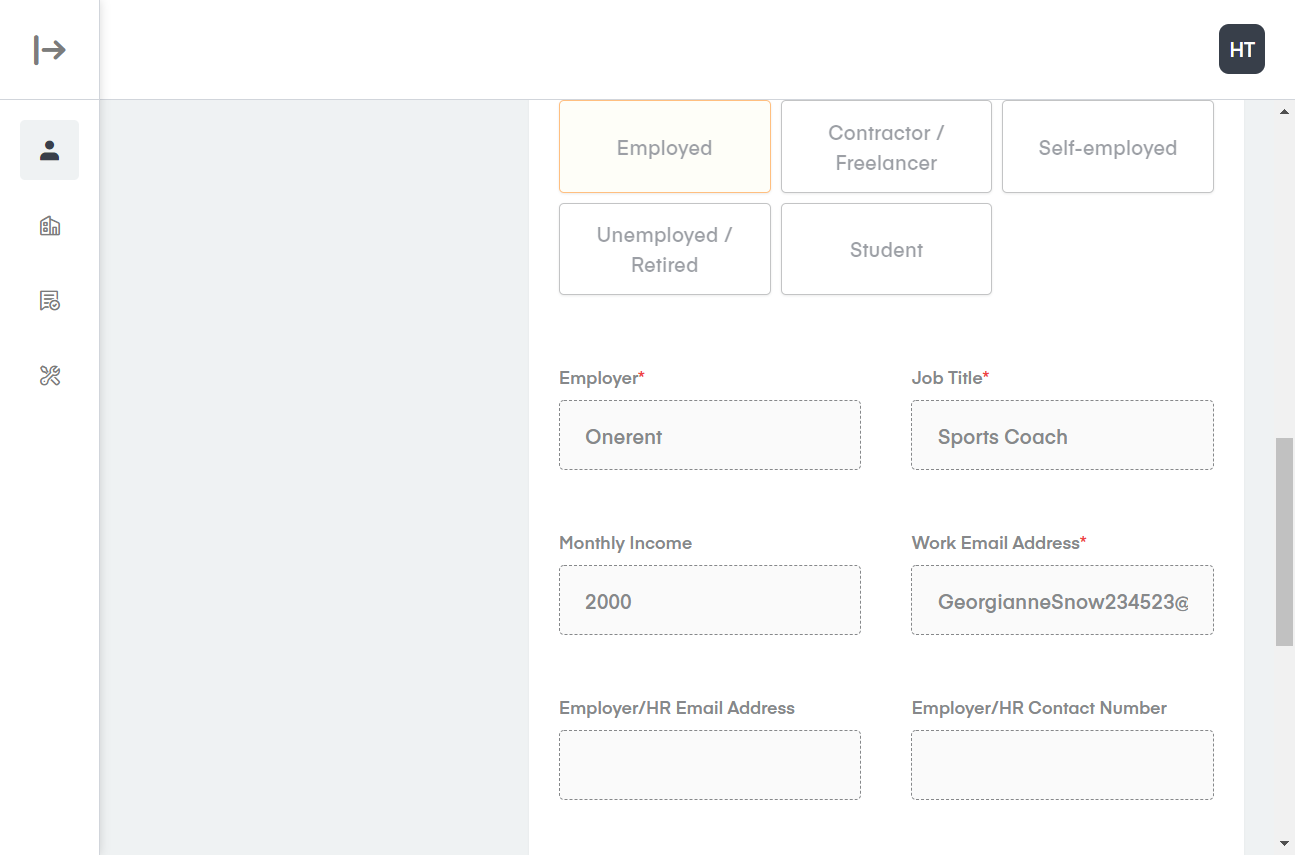 HT
Employed
Contractor /
Freelancer
Self-employed
Unemployed /
Retired
Student
Employer*
Job Title*
Onerent
Sports Coach
Monthly Income
Work Email Address*
2000
GeorgianneSnow234523@
Employer/HR Email Address
Employer/HR Contact Number